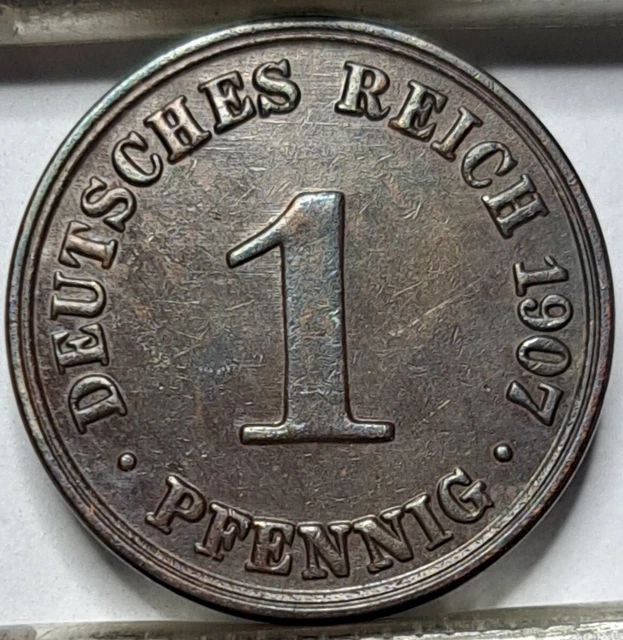 DEUTSCHES REICH 1907
1
· PFENNIG ·